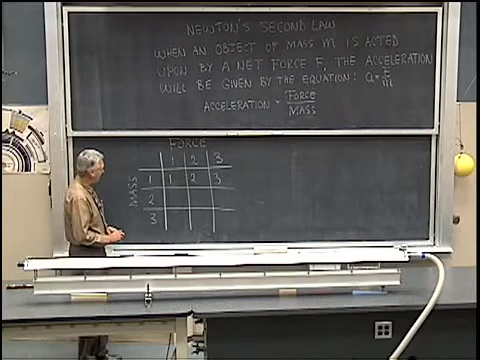 NEWTON'S SECOND LAW
WHEN AN OBJECT OF MASS M IS ACTED
UPON BY A NET FORCE F, THE ACCELERATION
WILL BE GIVEN BY THE EQUATION: a = F/m
ACCELERATION = FORCE/MASS
FORCE
1 2 3
MASS
1 1 2 3
2
3